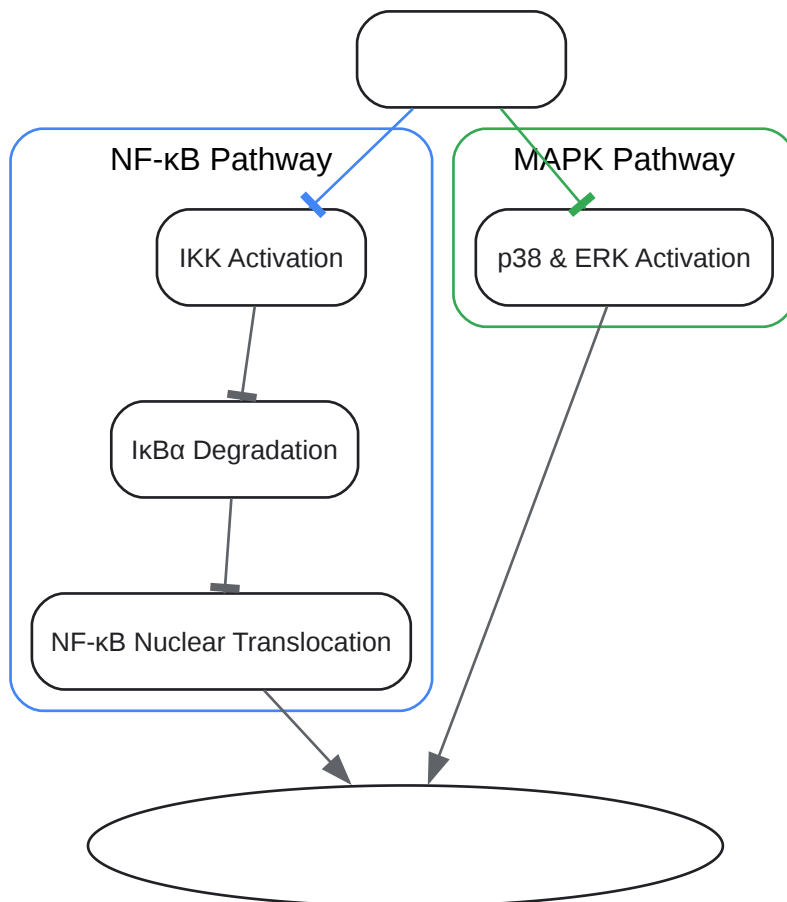 NF-κB Pathway
MAPK Pathway
IKK Activation
p38 & ERK Activation
IκBα Degradation
NF-κB Nuclear Translocation